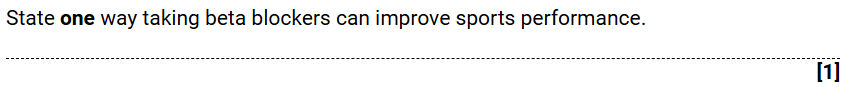 State one way taking beta blockers can improve sports performance.
[1]